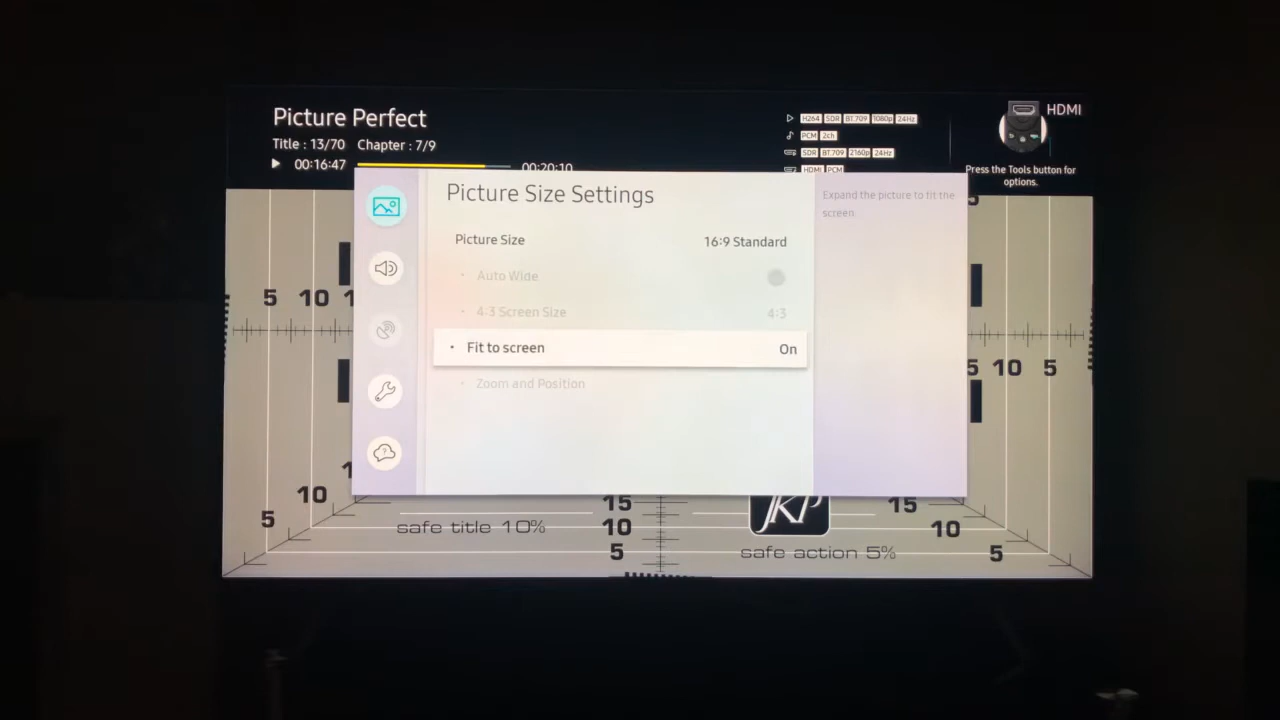 Picture Perfect
Title : 13/70 Chapter : 7/9
00:16:47
00:20:10
H264 SDR BT.709 1080p 24Hz
PCM 2ch
SDR BT.709 2160p 24Hz
HDMI PCM
HDMI
Press the Tools button for
options.
Picture Size Settings
Picture Size 16:9 Standard
Auto Wide
4:3 Screen Size 4:3
Fit to screen On
Zoom and Position
Expand the picture to fit the
screen.
5 10 1
5 10 5
10
5
safe title 10%
15
10
5
JKP
safe action 5%
15
10
5